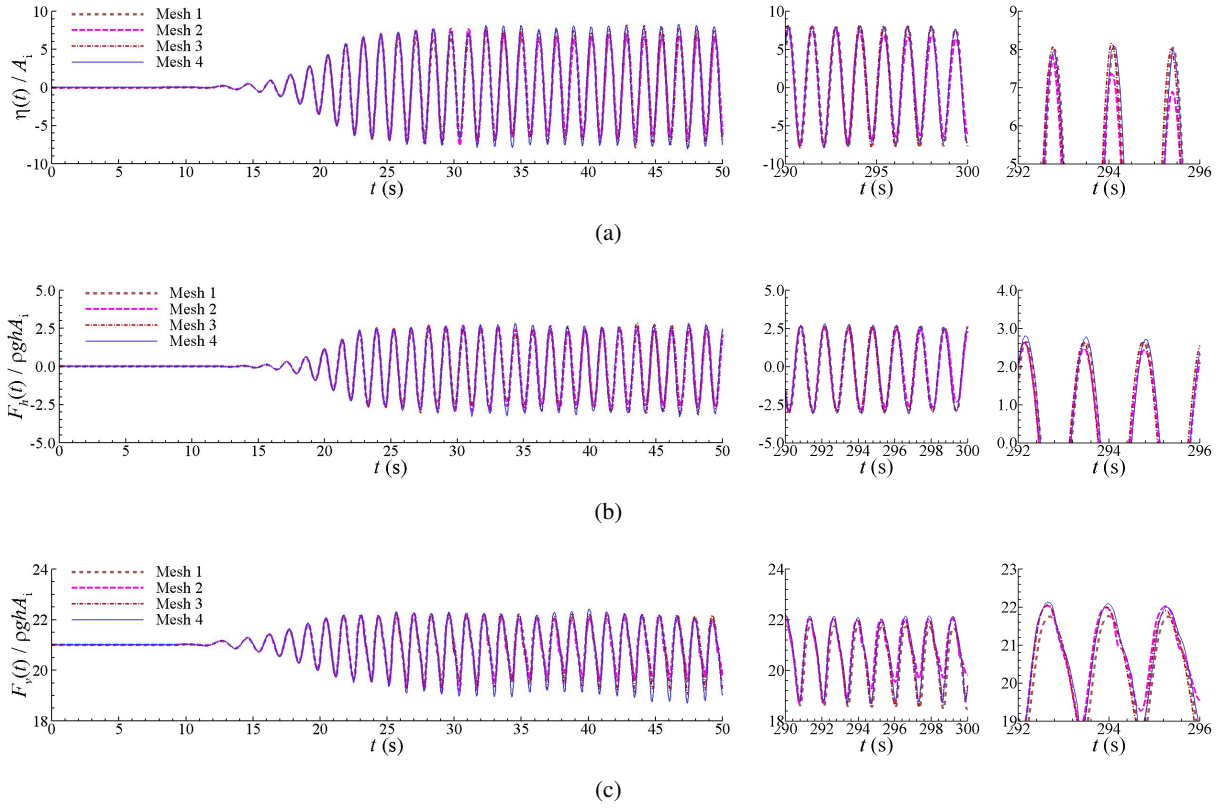 η(t) / Aᵢ
10
5
0
-5
-10
Mesh 1
Mesh 2
Mesh 3
Mesh 4
0 5 10 15 20 25 30 35 40 45 50
t (s)
10
5
0
-5
-10
290 295 300
t (s)
9
8
7
6
5
292 294 296
t (s)
(a)
Fₕ(t) / ρghAᵢ
5.0
2.5
0.0
-2.5
-5.0
Mesh 1
Mesh 2
Mesh 3
Mesh 4
0 5 10 15 20 25 30 35 40 45 50
t (s)
5.0
2.5
0.0
-2.5
-5.0
290 292 294 296 298 300
t (s)
4.0
3.0
2.0
1.0
0.0
292 294 296
t (s)
(b)
Fᵥ(t) / ρghAᵢ
24
22
20
18
Mesh 1
Mesh 2
Mesh 3
Mesh 4
0 5 10 15 20 25 30 35 40 45 50
t (s)
24
22
20
18
290 292 294 296 298 300
t (s)
23
22
21
20
19
292 294 296
t (s)
(c)